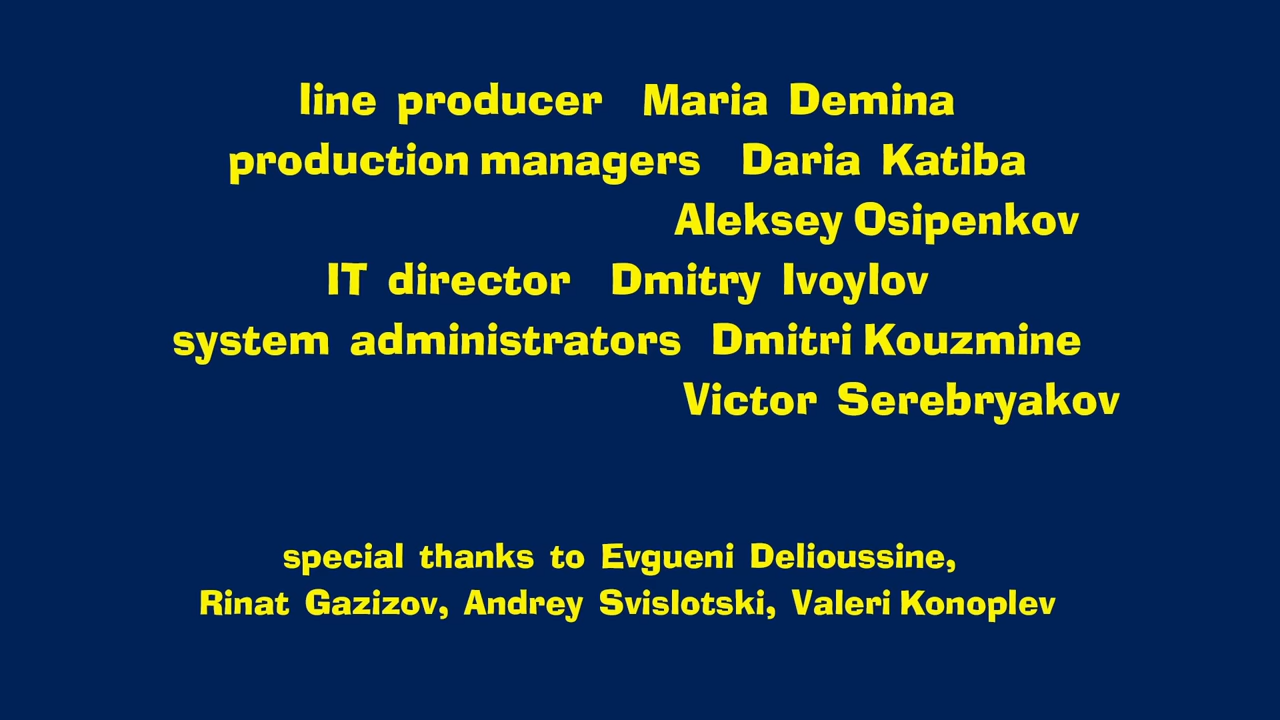 line producer Maria Demina
production managers Daria Katiba
Aleksey Osipenkov
IT director Dmitry Ivoylov
system administrators Dmitri Kouzmine
Victor Serebryakov
special thanks to Evgueni Delioussine,
Rinat Gazizov, Andrey Svislotski, Valeri Konoplev